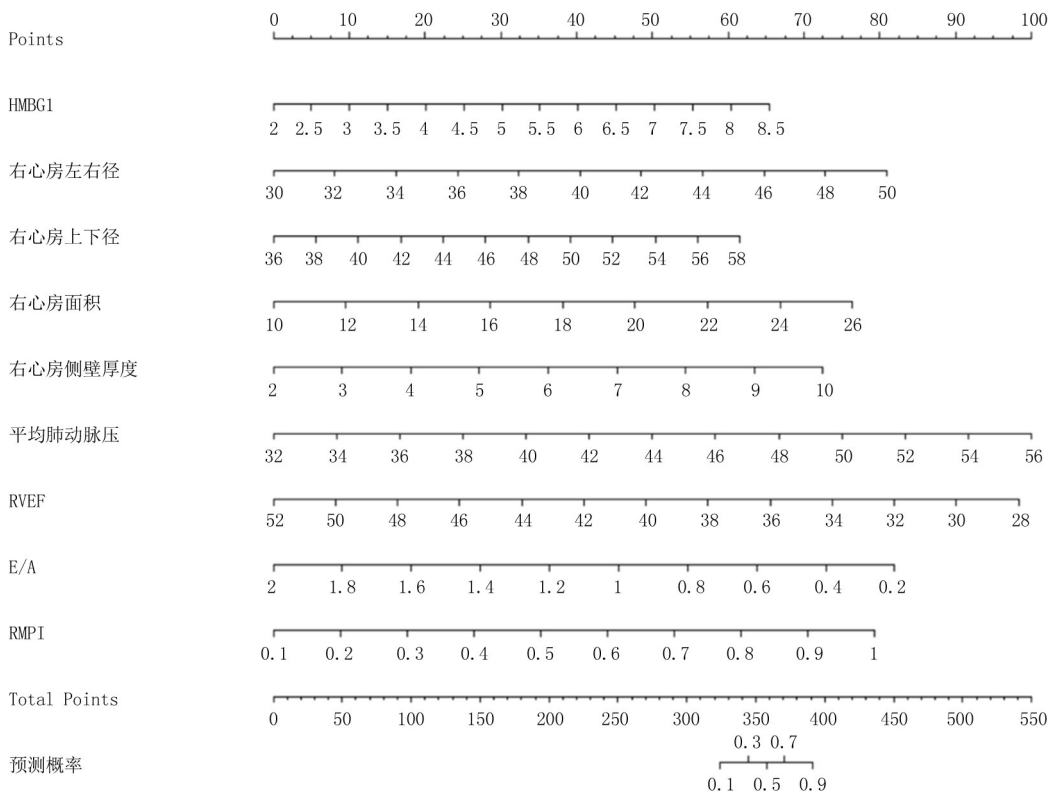 0 10 20 30 40 50 60 70 80 90 100
Points
HMBG1
2 2.5 3 3.5 4 4.5 5 5.5 6 6.5 7 7.5 8 8.5
右心房左右径
30 32 34 36 38 40 42 44 46 48 50
右心房上下径
36 38 40 42 44 46 48 50 52 54 56 58
右心房面积
10 12 14 16 18 20 22 24 26
右心房侧壁厚度
2 3 4 5 6 7 8 9 10
平均肺动脉压
32 34 36 38 40 42 44 46 48 50 52 54 56
RVEF
52 50 48 46 44 42 40 38 36 34 32 30 28
E/A
2 1.8 1.6 1.4 1.2 1 0.8 0.6 0.4 0.2
RMPI
0.1 0.2 0.3 0.4 0.5 0.6 0.7 0.8 0.9 1
Total Points
0 50 100 150 200 250 300 350 400 450 500 550
0.3 0.7
预测概率
0.1 0.5 0.9